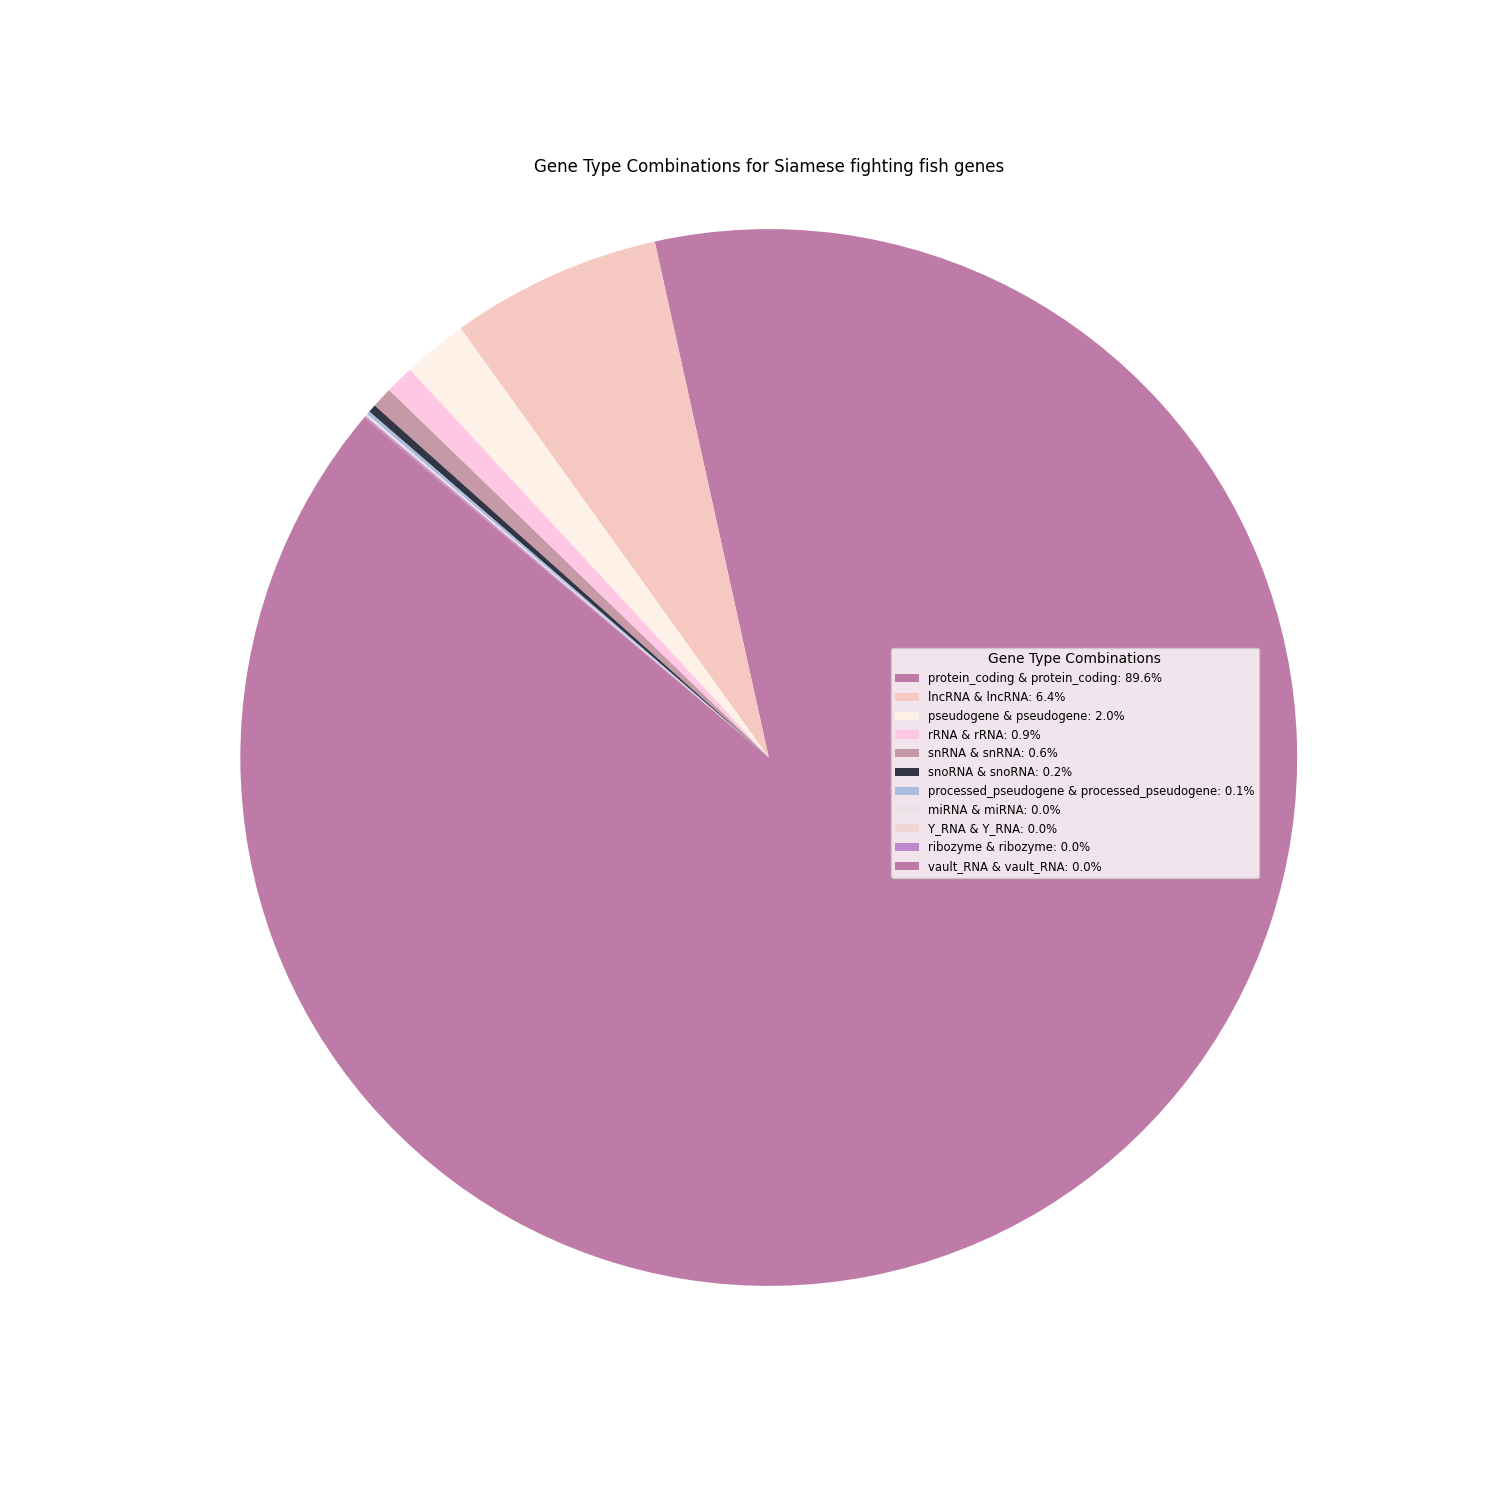 Gene Type Combinations for Siamese fighting fish genes
Gene Type Combinations
protein_coding & protein_coding: 89.6%
lncRNA & lncRNA: 6.4%
pseudogene & pseudogene: 2.0%
rRNA & rRNA: 0.9%
snRNA & snRNA: 0.6%
snoRNA & snoRNA: 0.2%
processed_pseudogene & processed_pseudogene: 0.1%
miRNA & miRNA: 0.0%
Y_RNA & Y_RNA: 0.0%
ribozyme & ribozyme: 0.0%
vault_RNA & vault_RNA: 0.0%